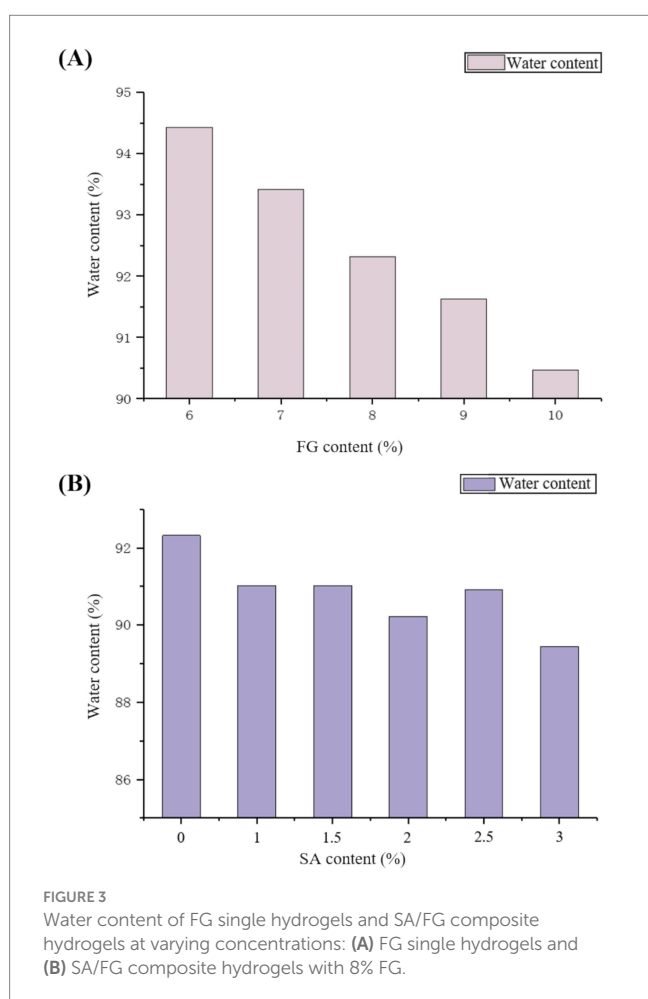 (A)
Water content
95
94
93
92
91
90
Water content (%)
6 7 8 9 10
FG content (%)
(B)
Water content
92
90
88
86
Water content (%)
0 1 1.5 2 2.5 3
SA content (%)
FIGURE 3
Water content of FG single hydrogels and SA/FG composite
hydrogels at varying concentrations: (A) FG single hydrogels and
(B) SA/FG composite hydrogels with 8% FG.